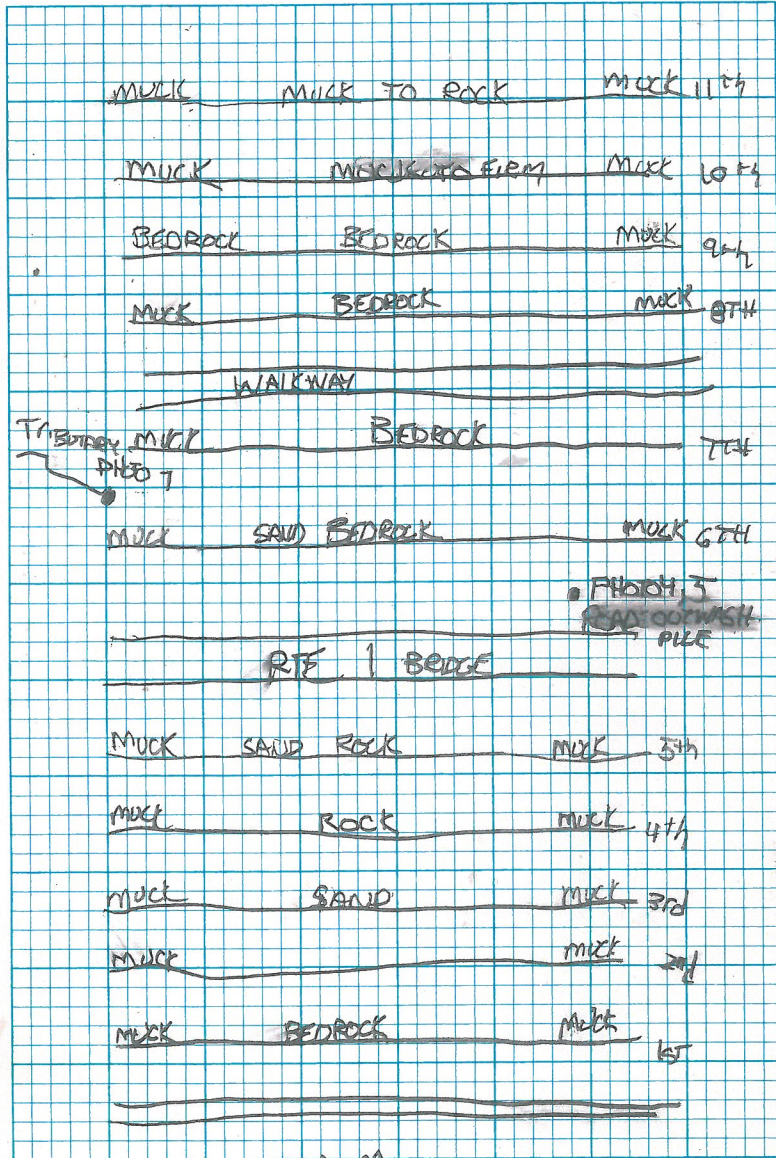 MUCK MUCK TO ROCK MUCK 11th
MUCK FIRM MUCK 10th
BEDROCK BEDROCK MUCK 9th
MUCK BEDROCK MUCK 8TH
WALKWAY
TriBUTARY MUCK BEDROCK 7TH
PHOTO 7
MUCK SAND BEDROCK MUCK 6TH
PHOTO 4, 5
ROAD OUTWASH
PILE
RTE 1 BRIDGE
MUCK SAND ROCK MUCK 5th
MUCK ROCK MUCK 4th
MUCK SAND MUCK 3rd
MUCK MUCK 2nd
MUCK BEDROCK MUCK 1ST